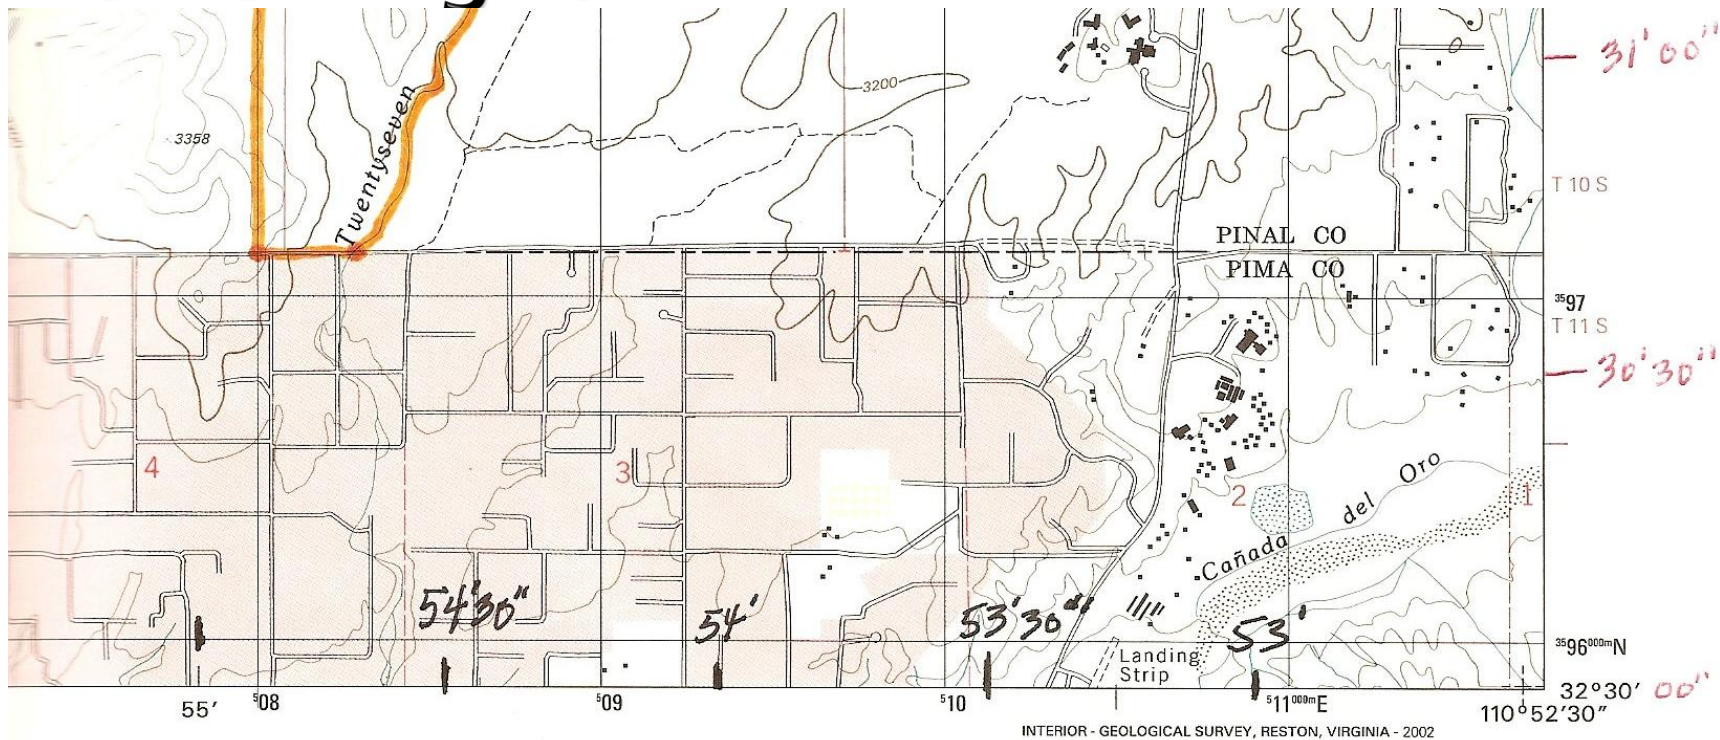 31'00"
3200
3358
Twentyseven
T 10 S
PINAL CO
PIMA CO
3597
T 11 S
30'30"
4
3
2
1
Cañada del Oro
54'30"
54'
53'30"
53'
3596000mN
Landing
Strip
32°30' 00"
55'
508
509
510
511000mE
110°52'30"
INTERIOR - GEOLOGICAL SURVEY, RESTON, VIRGINIA - 2002